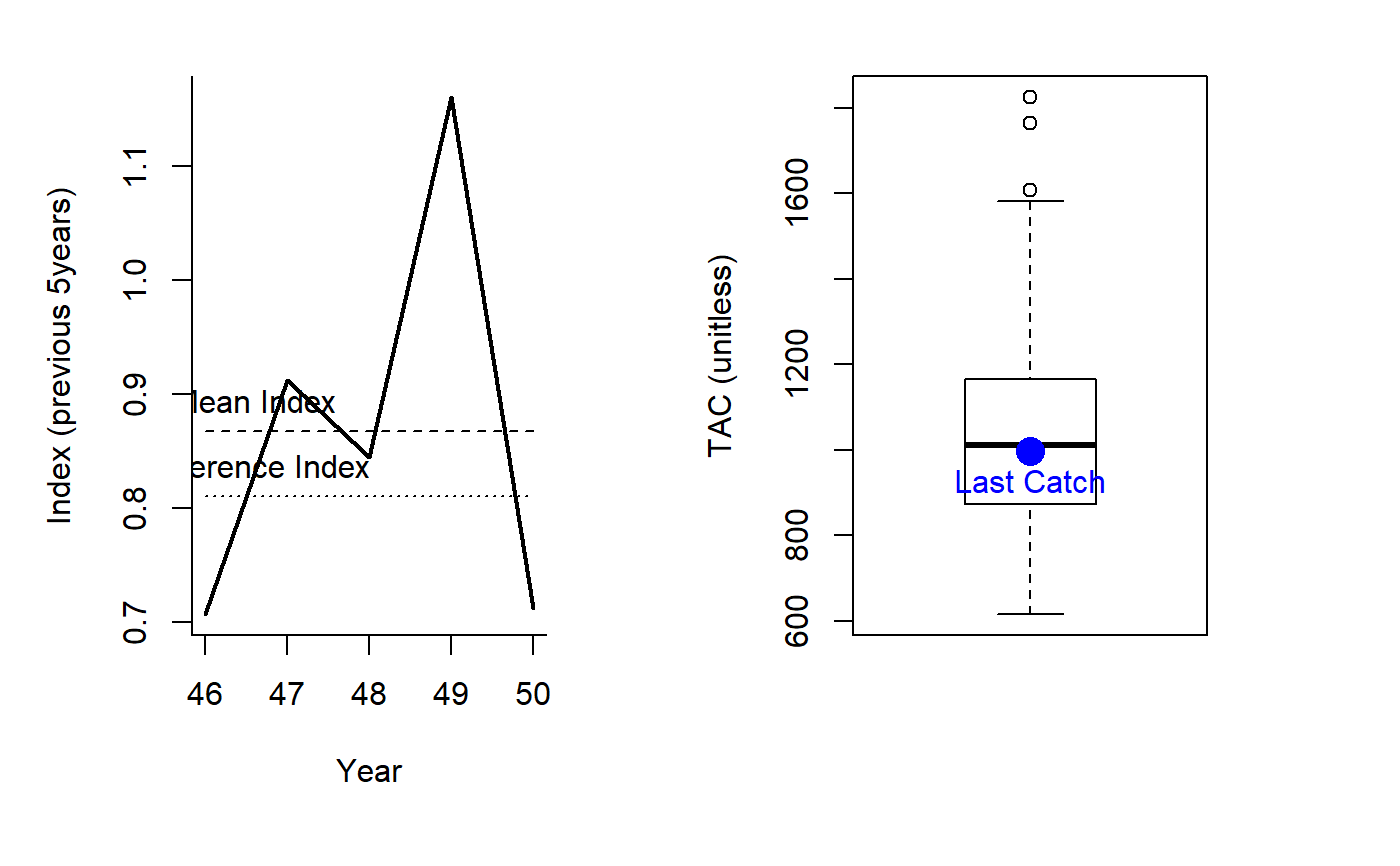 Index (previous 5years)
1.1
1.0
0.9
0.8
0.7
lean Index
erence Index
46 47 48 49 50
Year
TAC (unitless)
1600
1200
800
600
Last Catch